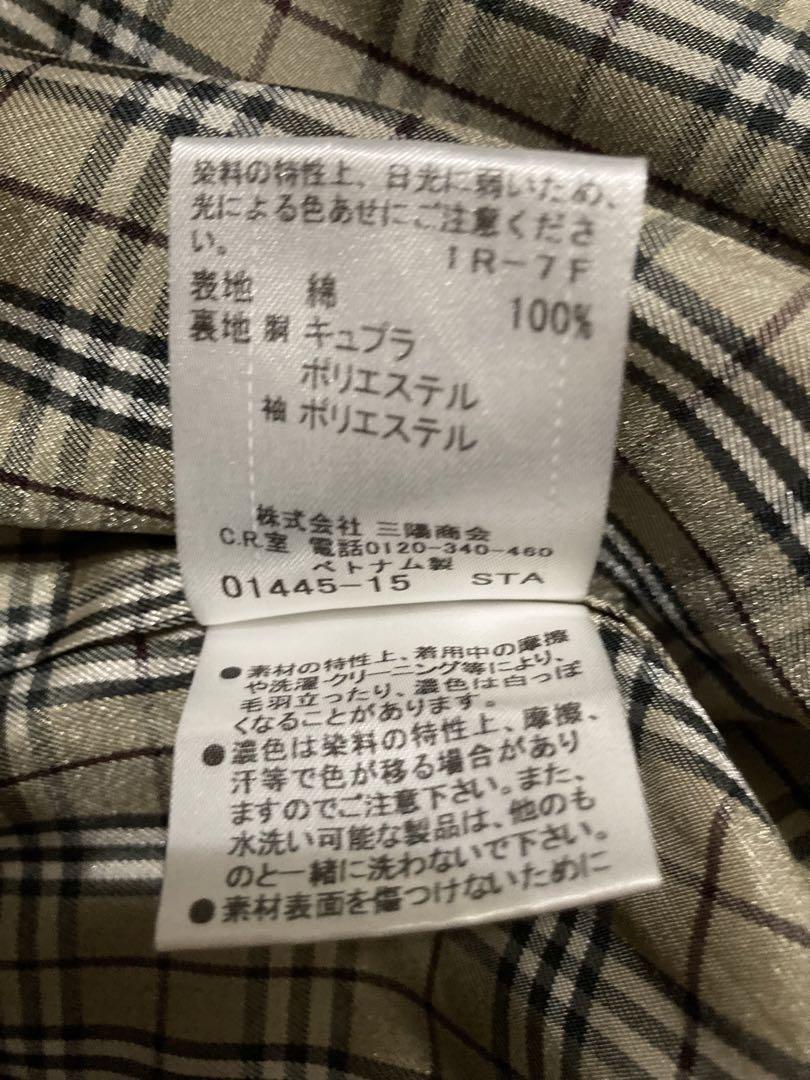 染料の特性上、日光に弱いため、
光による色あせにご注意くださ
い。 IR-7F
表地 綿 100%
裏地 胴 キュプラ
ポリエステル
袖 ポリエステル
株式会社 三陽商会
C.R.室 電話0120-340-460
ベトナム製
01445-15 STA
●素材の特性上、着用中の摩擦
や洗濯・クリーニング等により、
毛羽立ったり、濃色は白っぽ
くなることがあります。
●濃色は染料の特性上、摩擦、
汗等で色が移る場合があり
ますのでご注意下さい。また、
水洗い可能な製品は、他のも
のと一緒に洗わないで下さい。
●素材表面を傷つけないために